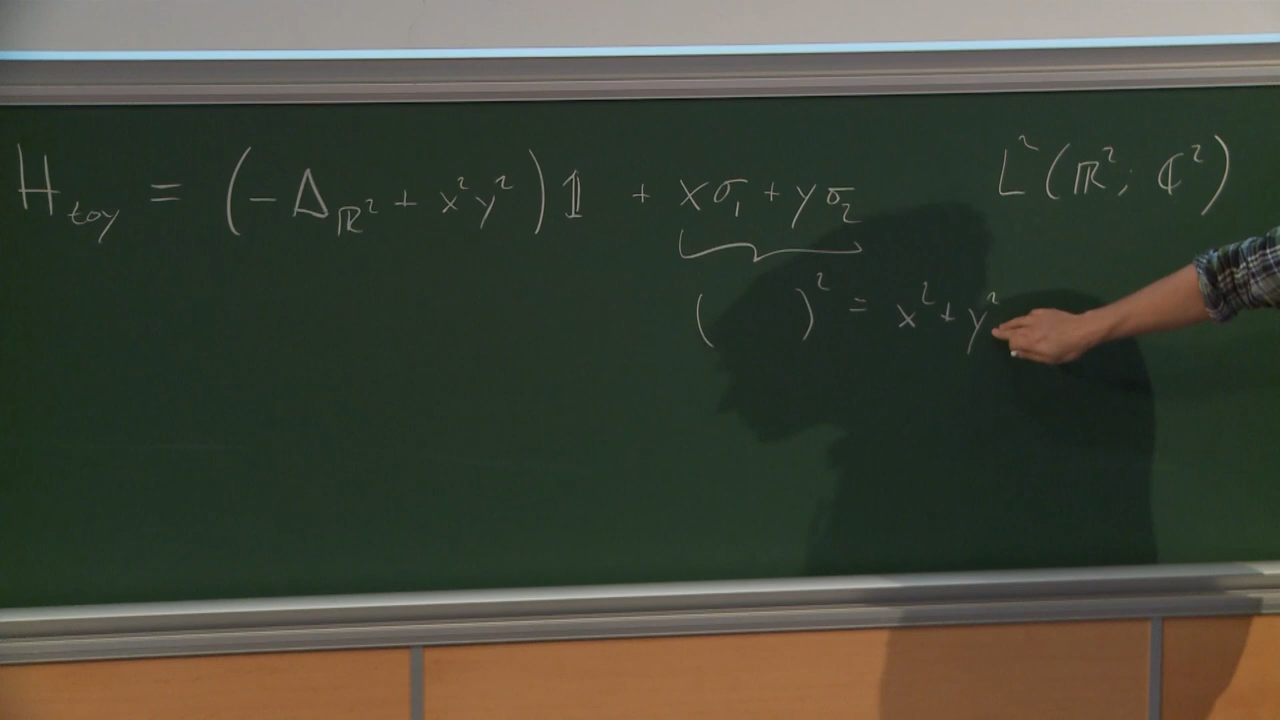 H_toy = (-Δ_ℝ² + x²y²)𝟙 + xσ₁ + yσ₂ L²(ℝ²; ℂ²)
( )² = x² + y²